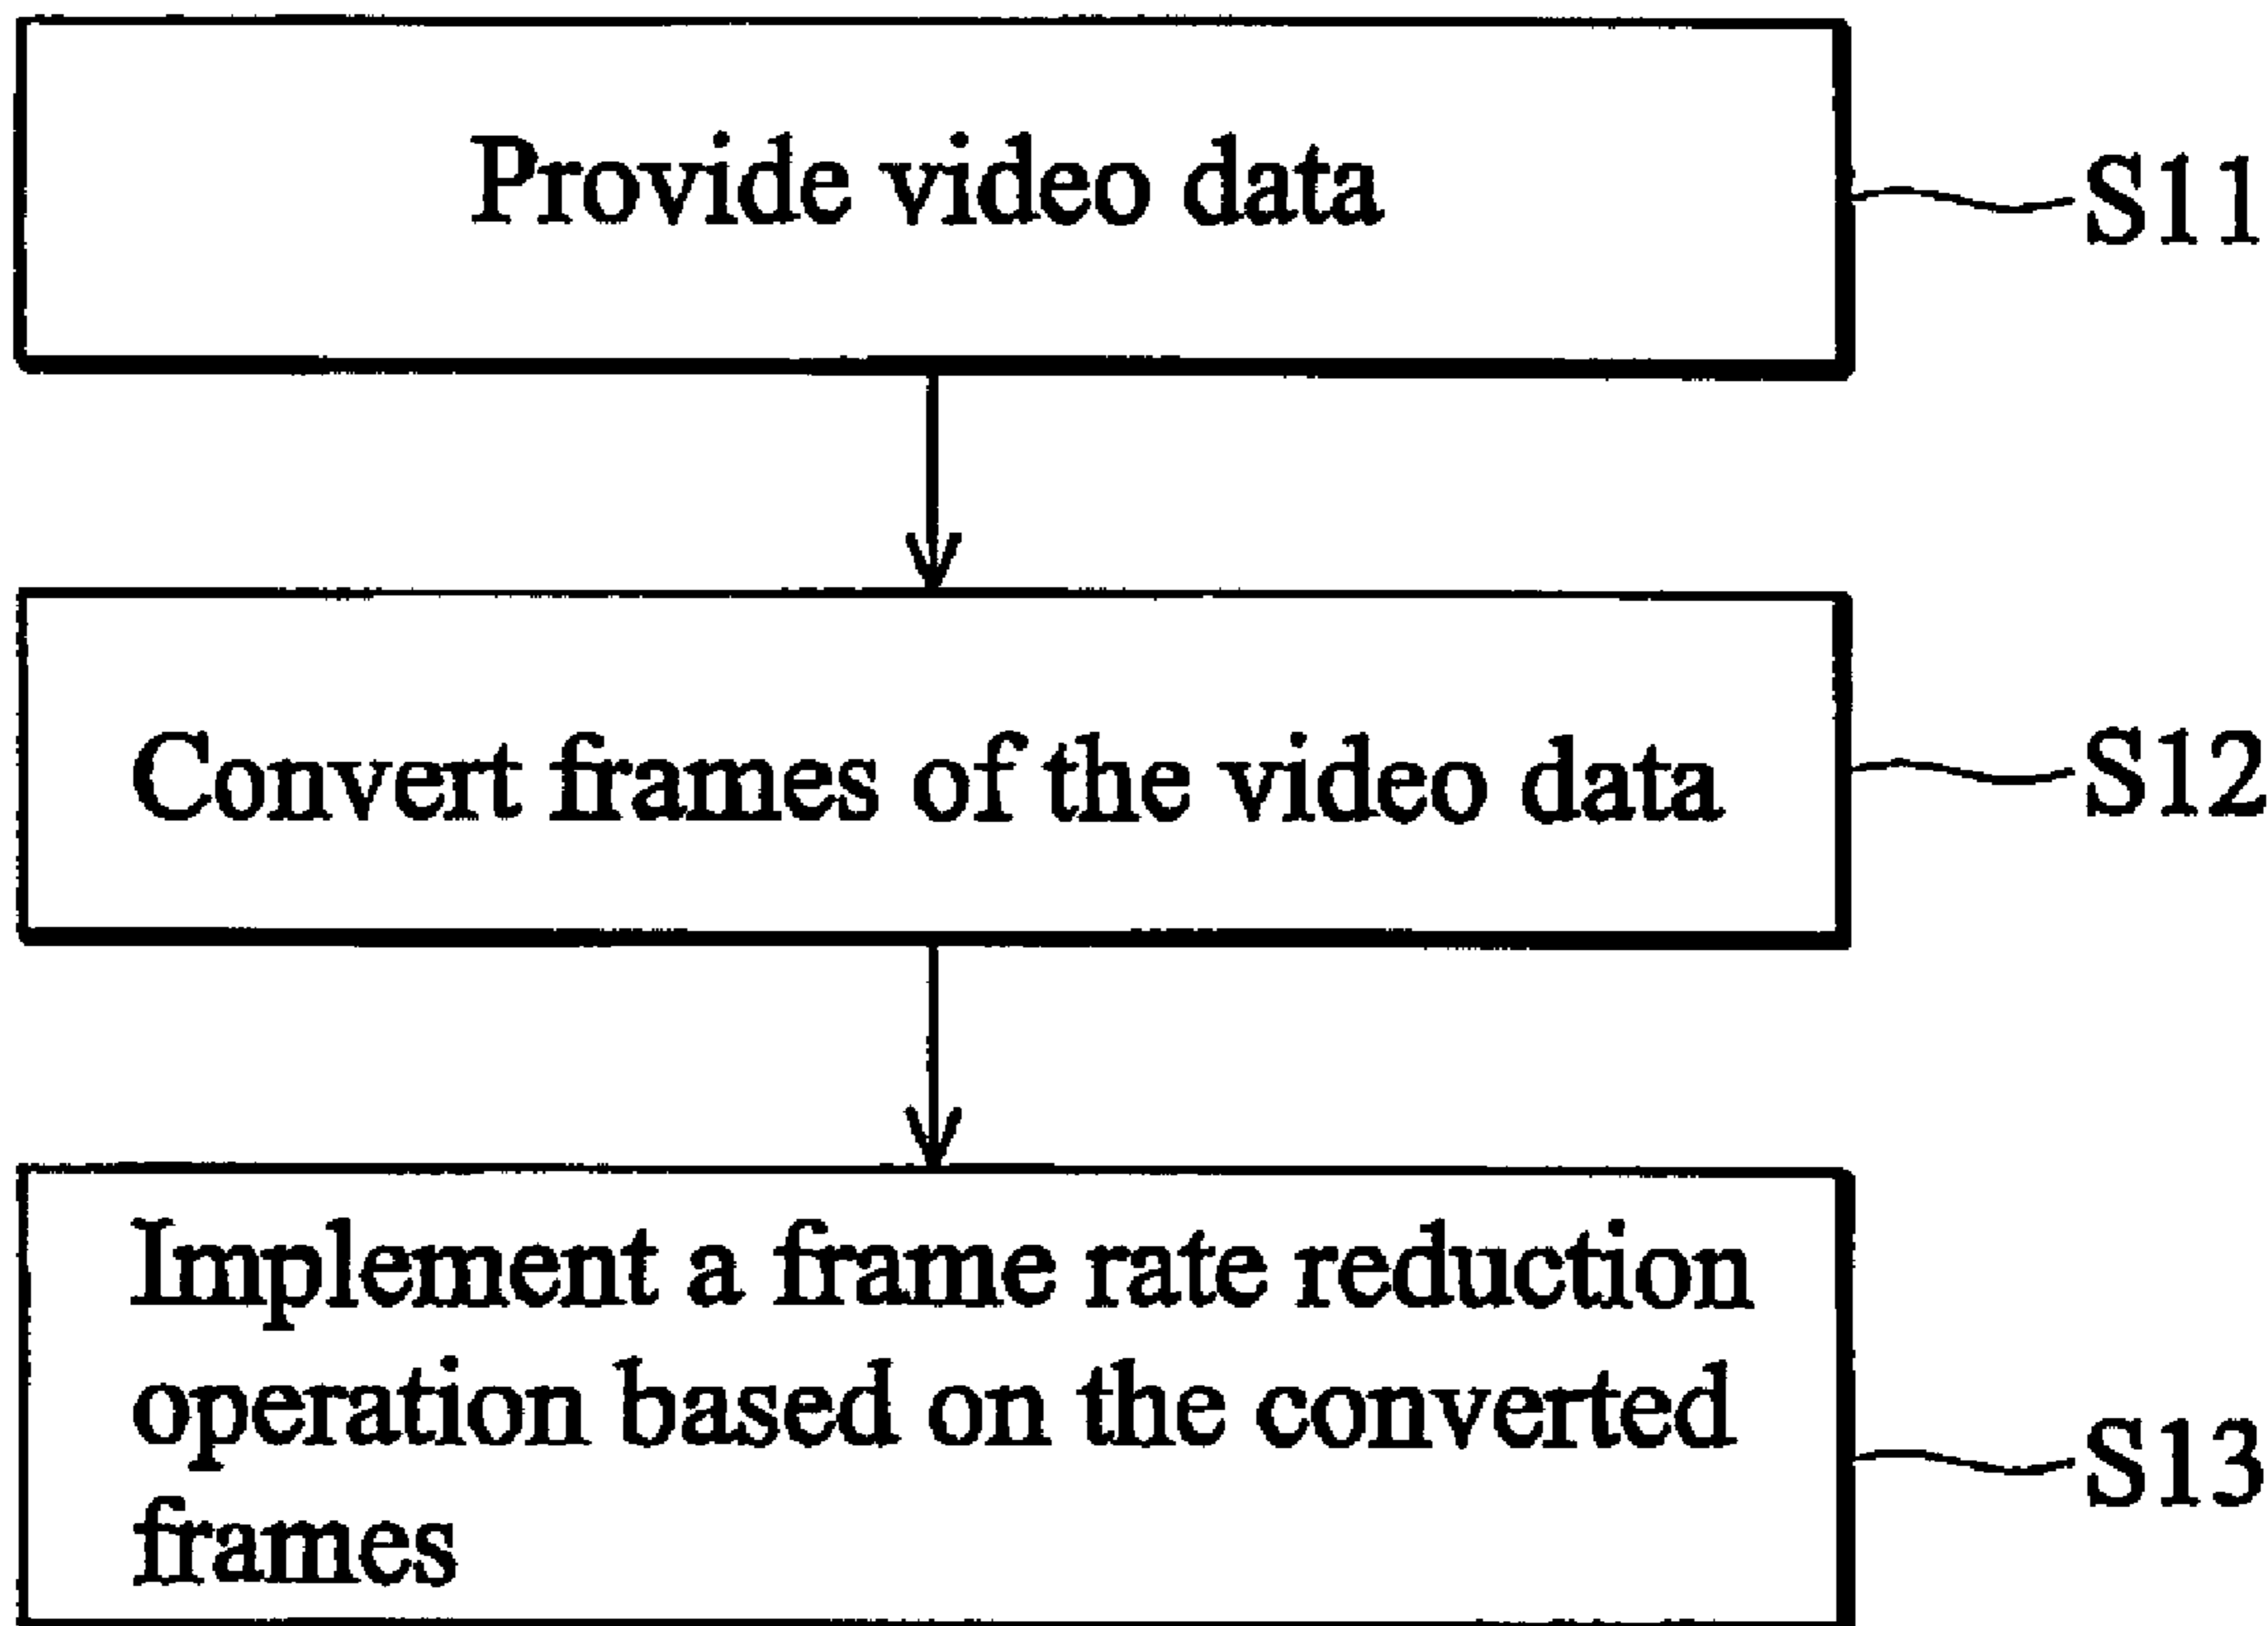 Provide video data
S11
Convert frames of the video data
S12
Implement a frame rate reduction
operation based on the converted
frames
S13